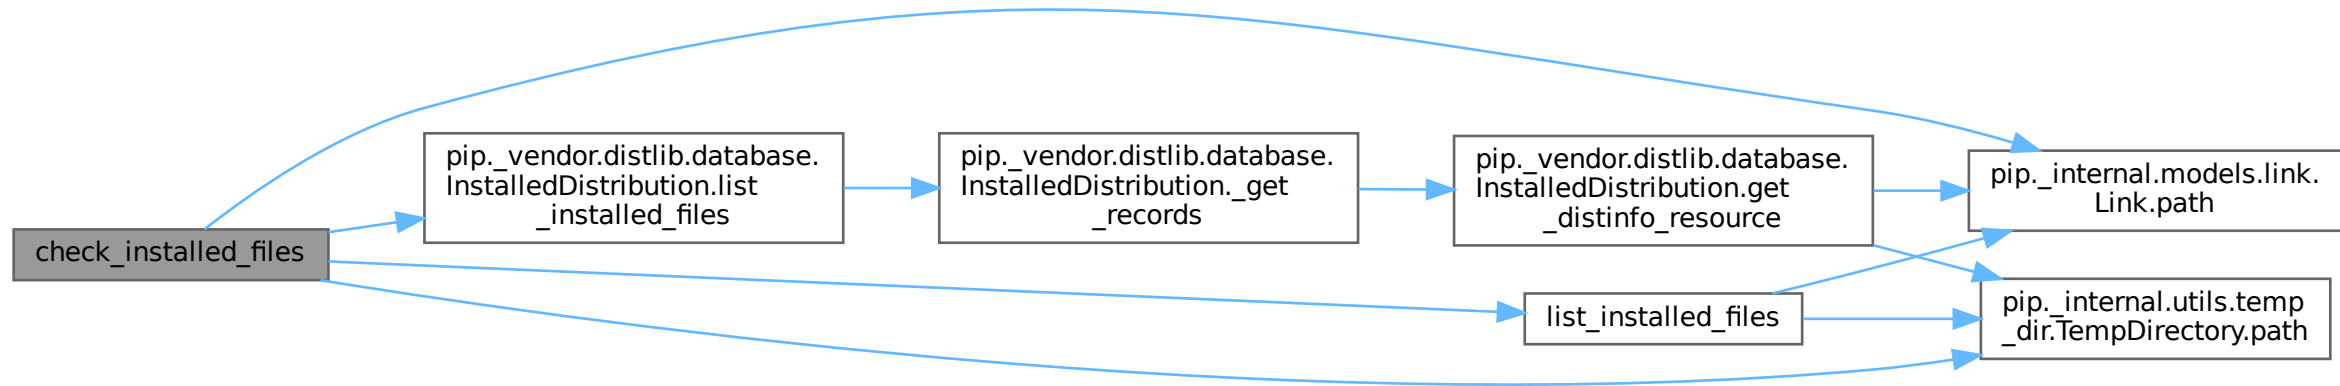 check_installed_files
pip._vendor.distlib.database.
InstalledDistribution.list
_installed_files
pip._vendor.distlib.database.
InstalledDistribution._get
_records
pip._vendor.distlib.database.
InstalledDistribution.get
_distinfo_resource
pip._internal.models.link.
Link.path
list_installed_files
pip._internal.utils.temp
_dir.TempDirectory.path